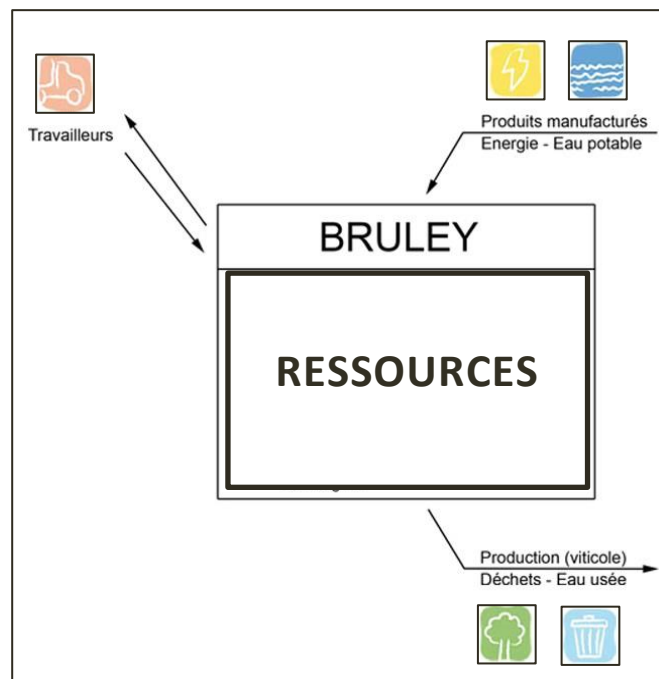 Travailleurs
Produits manufacturés
Energie - Eau potable
BRULEY
RESSOURCES
Production (viticole)
Déchets - Eau usée